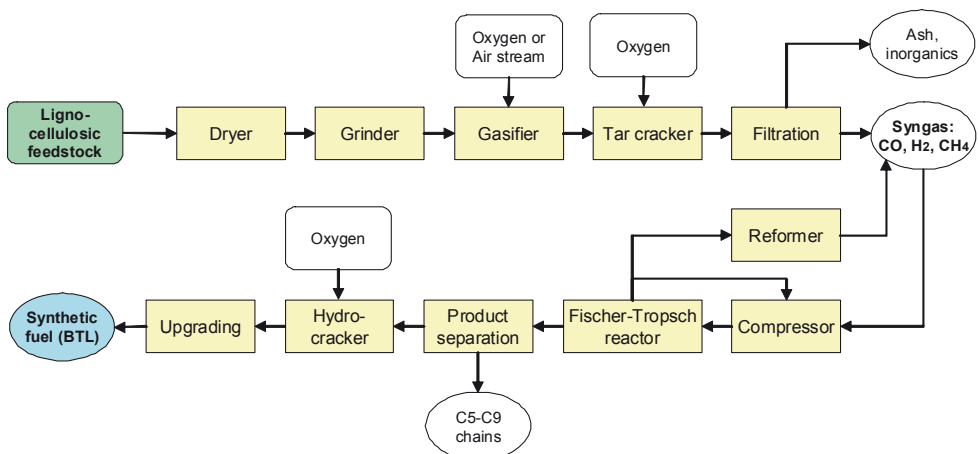 Oxygen or
Air stream
Oxygen
Ash,
inorganics
Ligno-
cellulosic
feedstock
Dryer
Grinder
Gasifier
Tar cracker
Filtration
Syngas:
CO, H2, CH4
Oxygen
Reformer
Synthetic
fuel (BTL)
Upgrading
Hydro-
cracker
Product
separation
Fischer-Tropsch
reactor
Compressor
C5-C9
chains